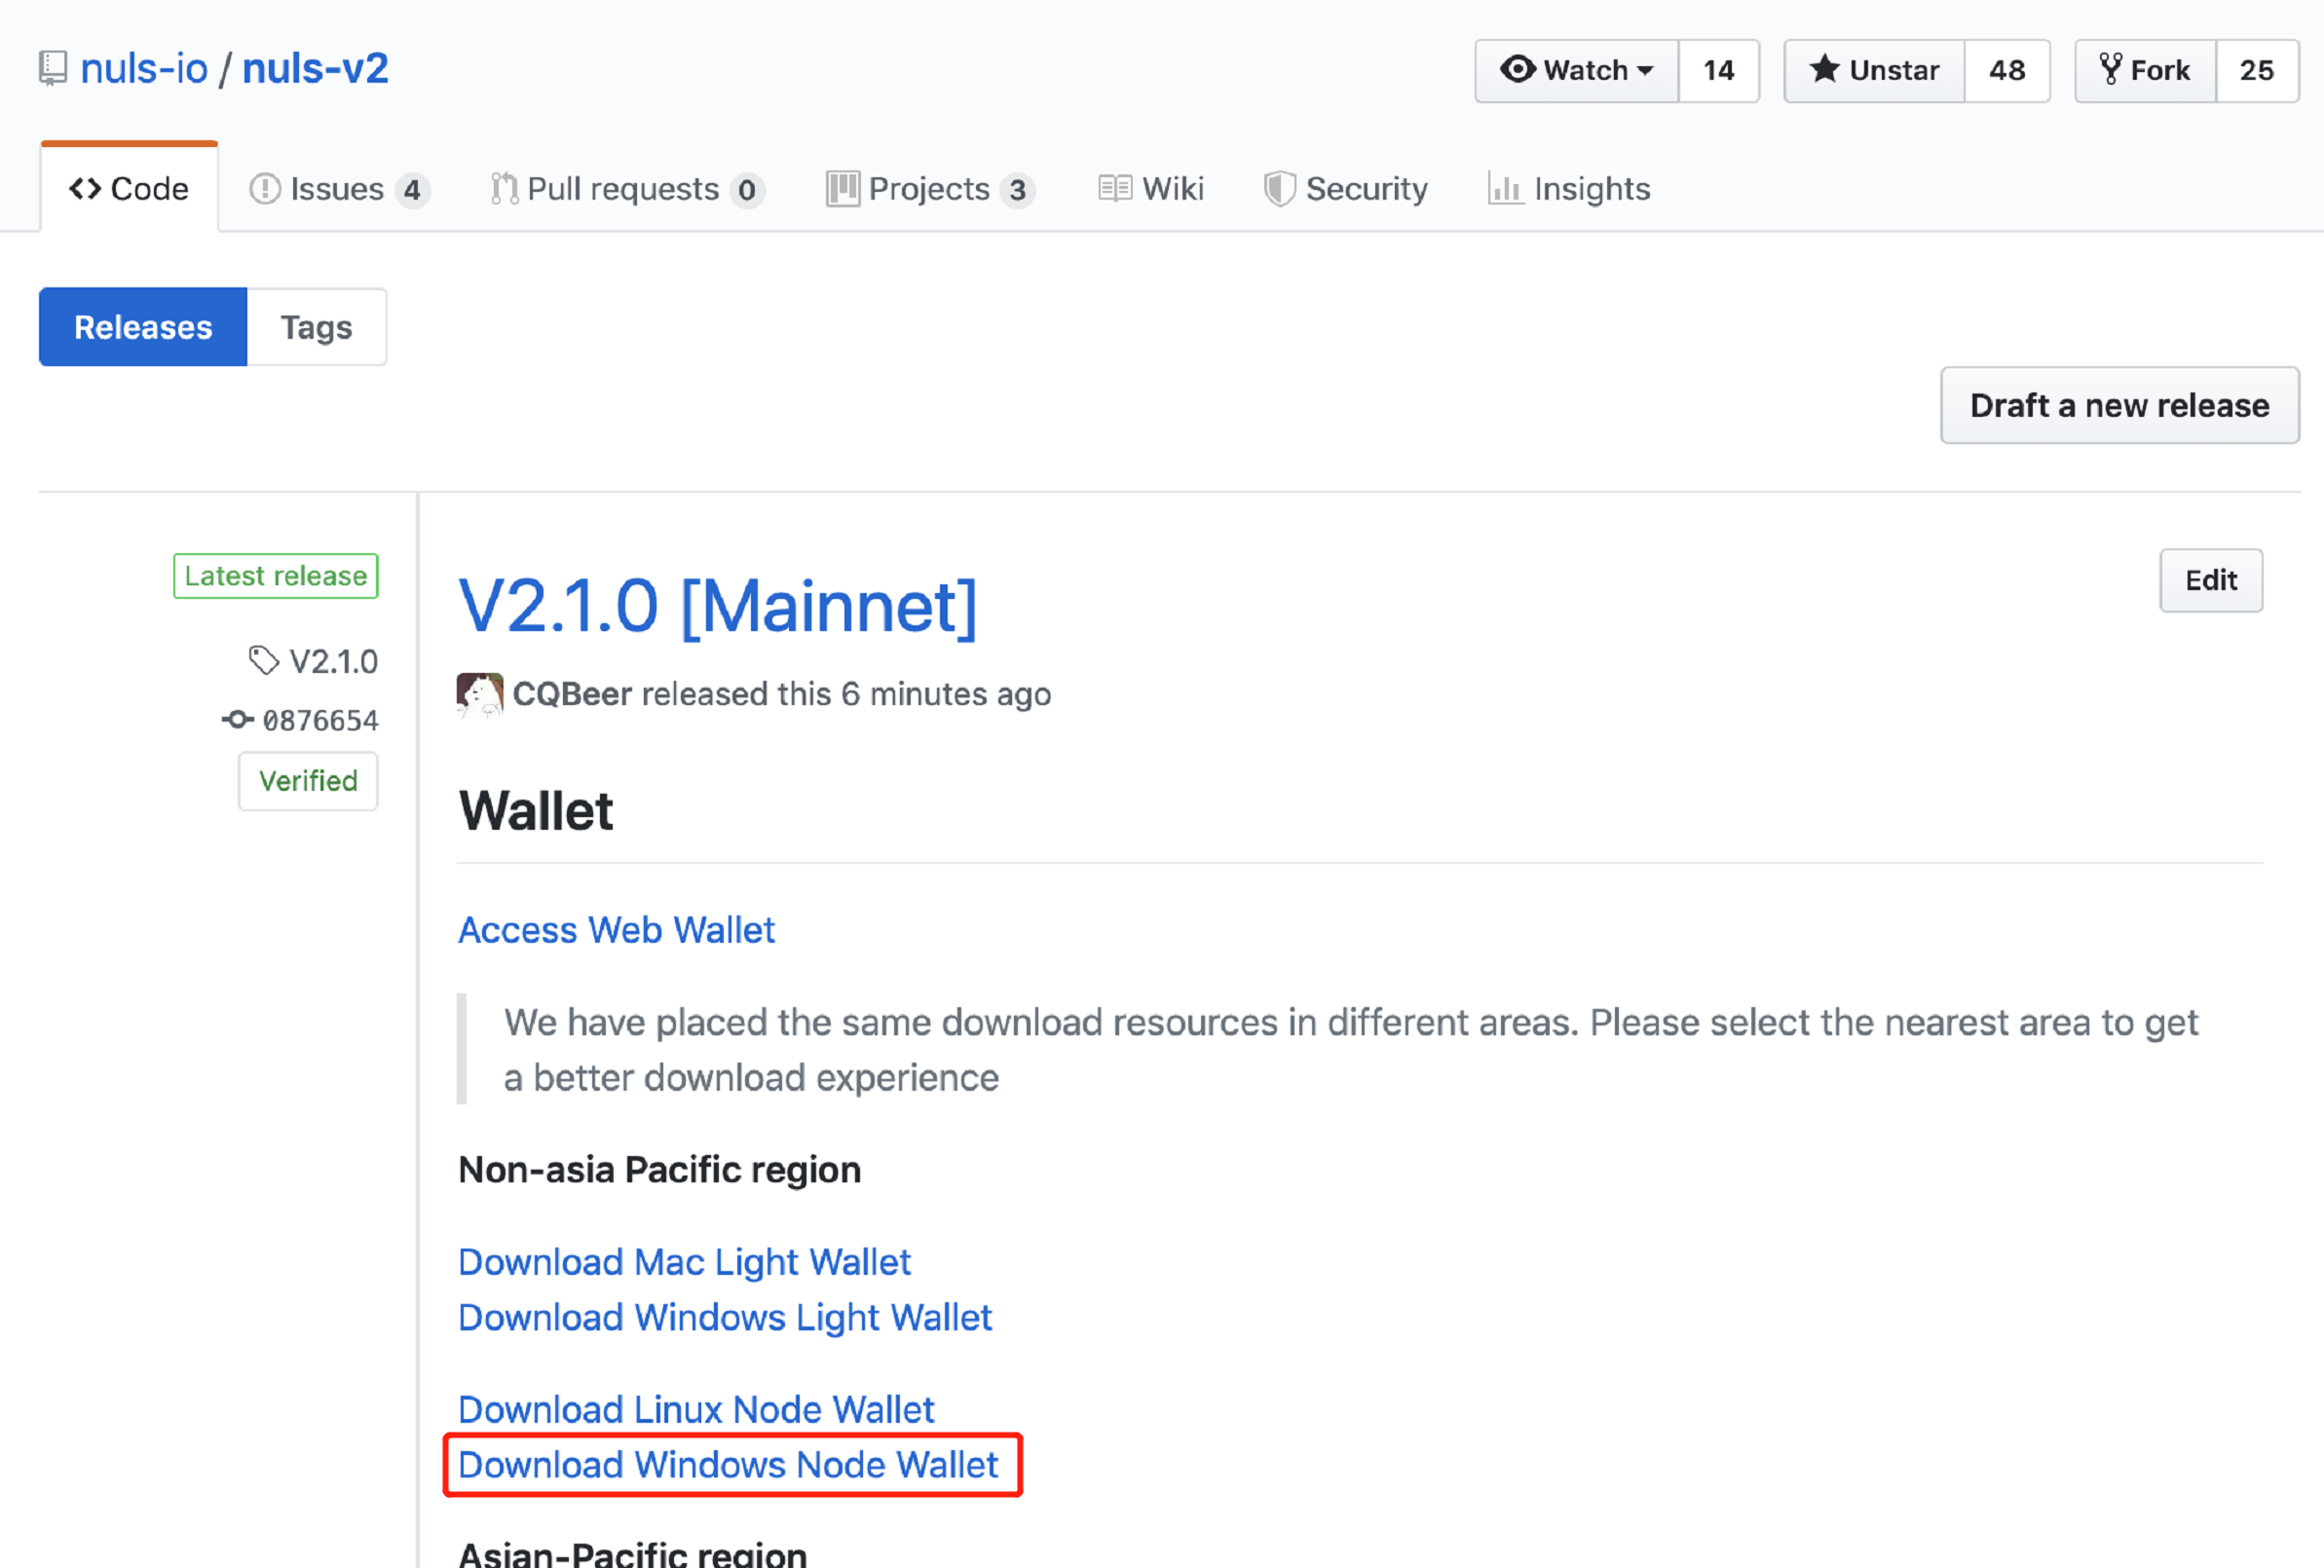 nuls-io / nuls-v2
Watch 14 Unstar 48 Fork 25
Code Issues 4 Pull requests 0 Projects 3 Wiki Security Insights
Releases Tags
Draft a new release
Latest release
V2.1.0
0876654
Verified
V2.1.0 [Mainnet]
Edit
CQBeer released this 6 minutes ago
Wallet
Access Web Wallet
We have placed the same download resources in different areas. Please select the nearest area to get
a better download experience
Non-asia Pacific region
Download Mac Light Wallet
Download Windows Light Wallet
Download Linux Node Wallet
Download Windows Node Wallet
Asian-Pacific region